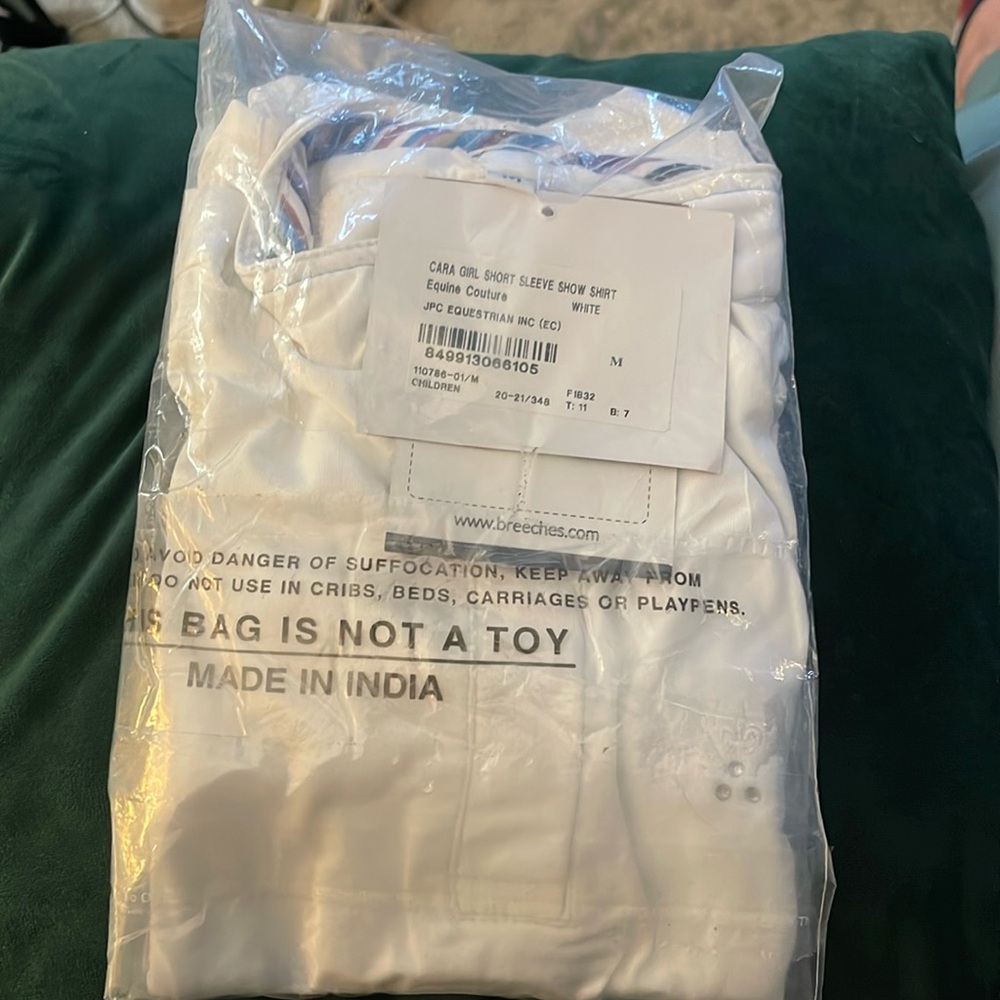 CARA GIRL SHORT SLEEVE SHOW SHIRT
Equine Couture WHITE
JPC EQUESTRIAN INC (EC)
849913066105 M
110786-01/M
CHILDREN 20-21/348 F1832 T: 11 B: 7
www.breeches.com
AVOID DANGER OF SUFFOCATION, KEEP AWAY FROM
DO NOT USE IN CRIBS, BEDS, CARRIAGES OR PLAYPENS.
THIS BAG IS NOT A TOY
MADE IN INDIA